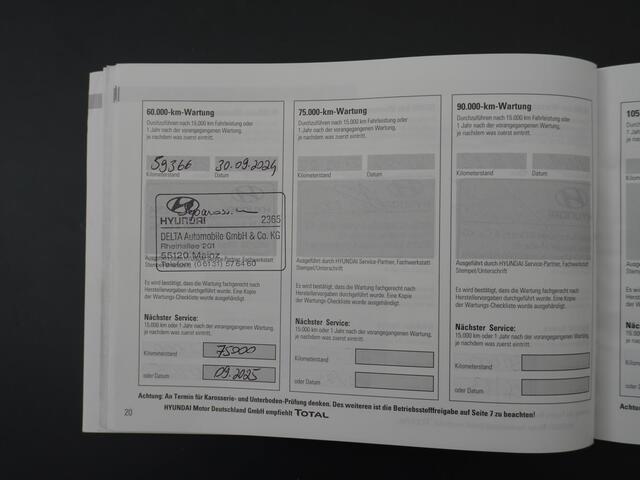 60.000-km-Wartung
Durchzuführen nach 15.000 km Fahrleistung oder
1 Jahr nach der vorangegangenen Wartung,
je nachdem was zuerst eintritt.
59366 30.09.2024
Kilometerstand Datum
HYUNDAI 2365
DELTA Automobile GmbH & Co. KG
Rheinallee 201
55120 Mainz
Telefon (06131) 576460
Ausgeführt durch HYUNDAI Service-Partner, Fachwerkstatt
Stempel/Unterschrift
Es wird bestätigt, dass die Wartung fachgerecht nach
Herstellervorgaben durchgeführt wurde. Eine Kopie
der Wartungs-Checkliste wurde ausgehändigt.
Nächster Service:
15.000 km oder 1 Jahr nach der vorangegangenen Wartung,
je nachdem was zuerst eintritt.
Kilometerstand 75000
oder Datum 09.2025
75.000-km-Wartung
Durchzuführen nach 15.000 km Fahrleistung oder
1 Jahr nach der vorangegangenen Wartung,
je nachdem was zuerst eintritt.
Kilometerstand Datum
Ausgeführt durch HYUNDAI Service-Partner, Fachwerkstatt
Stempel/Unterschrift
Es wird bestätigt, dass die Wartung fachgerecht nach
Herstellervorgaben durchgeführt wurde. Eine Kopie
der Wartungs-Checkliste wurde ausgehändigt.
Nächster Service:
15.000 km oder 1 Jahr nach der vorangegangenen Wartung,
je nachdem was zuerst eintritt.
Kilometerstand
oder Datum
90.000-km-Wartung
Durchzuführen nach 15.000 km Fahrleistung oder
1 Jahr nach der vorangegangenen Wartung,
je nachdem was zuerst eintritt.
Kilometerstand Datum
Ausgeführt durch HYUNDAI Service-Partner, Fachwerkstatt
Stempel/Unterschrift
Es wird bestätigt, dass die Wartung fachgerecht nach
Herstellervorgaben durchgeführt wurde. Eine Kopie
der Wartungs-Checkliste wurde ausgehändigt.
Nächster Service:
15.000 km oder 1 Jahr nach der vorangegangenen Wartung,
je nachdem was zuerst eintritt.
Kilometerstand
oder Datum
Achtung: An Termin für Karosserie- und Unterboden-Prüfung denken. Des weiteren ist die Betriebsstofffreigabe auf Seite 7 zu beachten!
20 HYUNDAI Motor Deutschland GmbH empfiehlt TOTAL